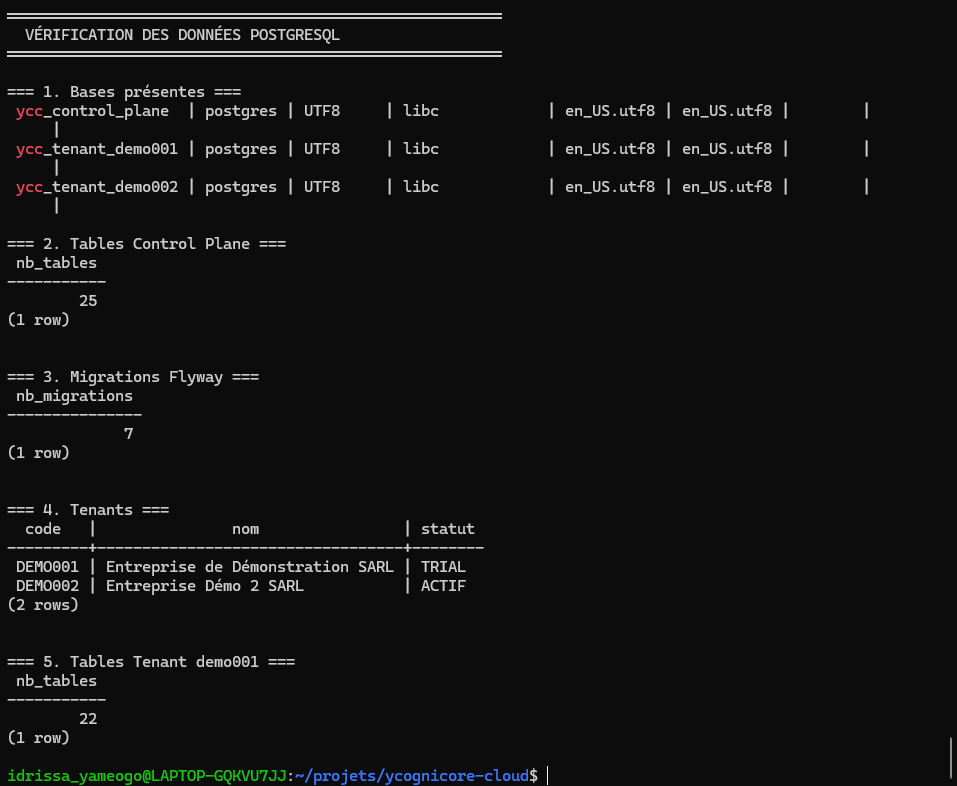 VÉRIFICATION DES DONNÉES POSTGRESQL
=== 1. Bases présentes ===
ycc_control_plane | postgres | UTF8 | libc | en_US.utf8 | en_US.utf8 | |
|
ycc_tenant_demo001 | postgres | UTF8 | libc | en_US.utf8 | en_US.utf8 | |
|
ycc_tenant_demo002 | postgres | UTF8 | libc | en_US.utf8 | en_US.utf8 | |
|
=== 2. Tables Control Plane ===
nb_tables
-----------
25
(1 row)
=== 3. Migrations Flyway ===
nb_migrations
---------------
7
(1 row)
=== 4. Tenants ===
code | nom | statut
---------+----------------------------------+--------
DEMO001 | Entreprise de Démonstration SARL | TRIAL
DEMO002 | Entreprise Démo 2 SARL | ACTIF
(2 rows)
=== 5. Tables Tenant demo001 ===
nb_tables
-----------
22
(1 row)
idrissa_yameogo@LAPTOP-GQKVU7JJ:~/projets/ycognicore-cloud$